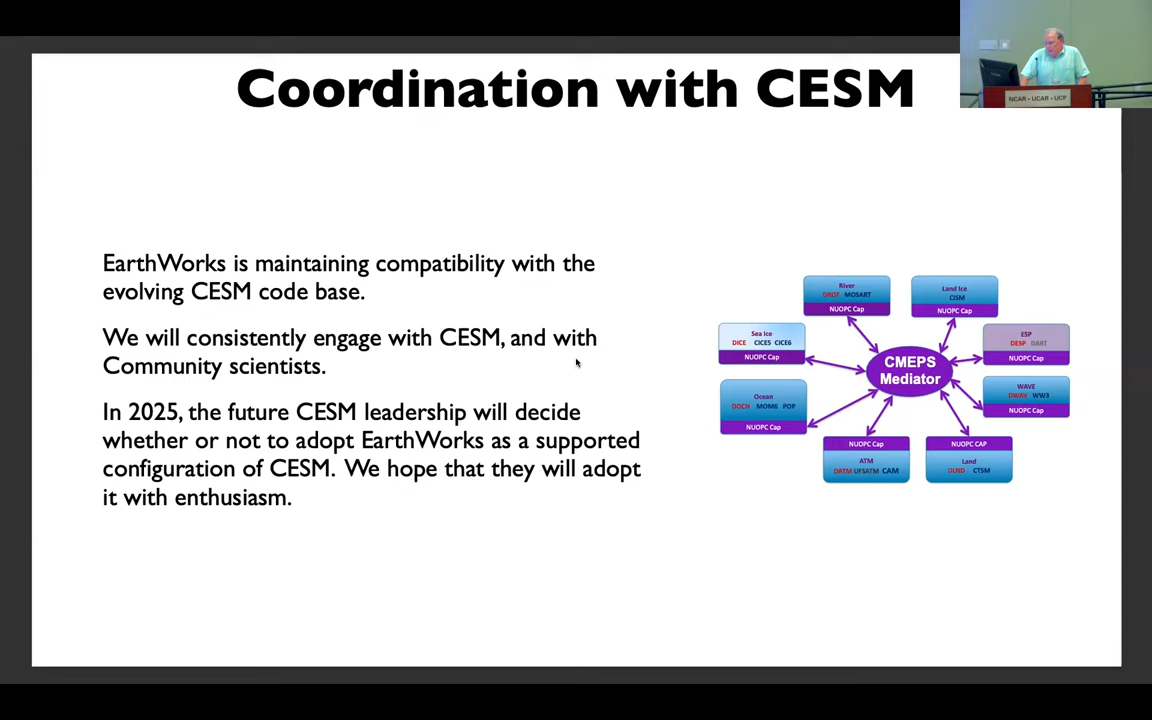 Coordination with CESM
NCAR • UCAR • UCP
EarthWorks is maintaining compatibility with the
evolving CESM code base.
We will consistently engage with CESM, and with
Community scientists.
In 2025, the future CESM leadership will decide
whether or not to adopt EarthWorks as a supported
configuration of CESM. We hope that they will adopt
it with enthusiasm.
River
DROF MOSART
NUOPC Cap
Land Ice
CISM
NUOPC Cap
Sea Ice
DICE CICE5 CICE6
NUOPC Cap
ESP
DESP DART
NUOPC Cap
CMEPS
Mediator
Ocean
DOCN MOM6 POP
NUOPC Cap
WAVE
DWAV WW3
NUOPC Cap
NUOPC Cap
ATM
DATM UFSATM CAM
NUOPC CAP
Land
DLND CTSM